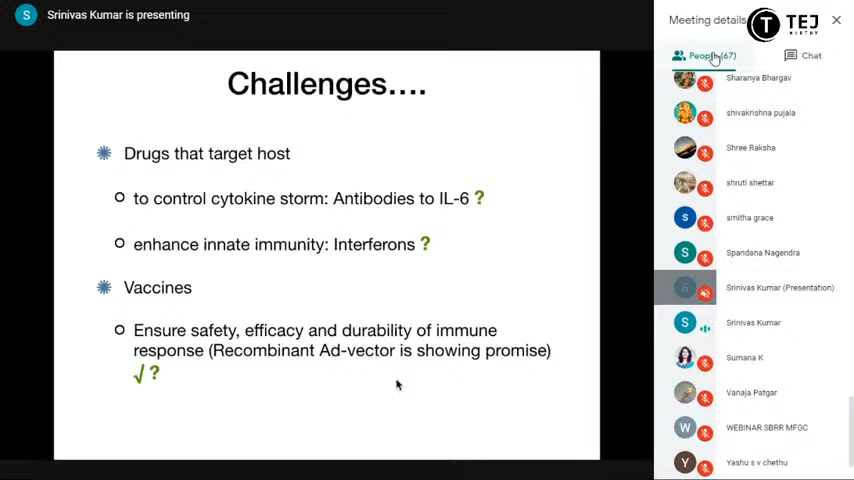 S Srinivas Kumar is presenting
Challenges....
Drugs that target host
to control cytokine storm: Antibodies to IL-6 ?
enhance innate immunity: Interferons ?
Vaccines
Ensure safety, efficacy and durability of immune
response (Recombinant Ad-vector is showing promise)
√ ?
Meeting details
T TEJ
People (67)
Chat
Sharanya Bhargav
shivakrishna pujala
Shree Raksha
shruti shettar
s smitha grace
S Spandana Nagendra
S Srinivas Kumar (Presentation)
S Srinivas Kumar
Sumana K
Vanaja Patgar
W WEBINAR SBRR MFGC
Y Yashu s v chethu